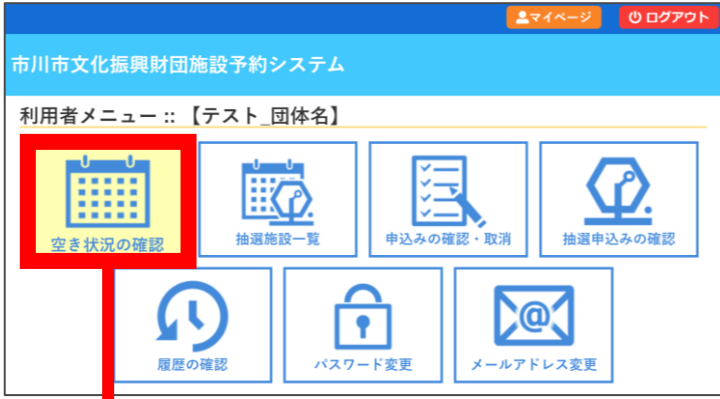 マイページ ログアウト
市川市文化振興財団施設予約システム
利用者メニュー :: 【テスト_団体名】
空き状況の確認 抽選施設一覧 申込みの確認・取消 抽選申込みの確認
履歴の確認 パスワード変更 メールアドレス変更